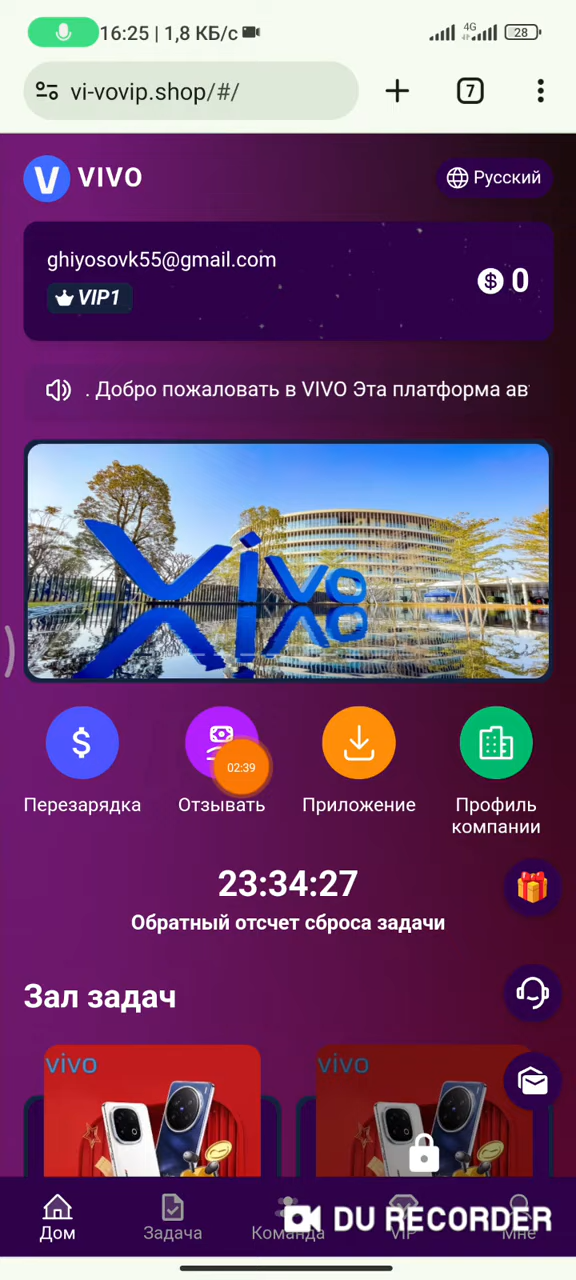 16:25 | 1,8 КБ/с
4G
28
vi-vovip.shop/#/
7
VIVO
Русский
ghiyosovk55@gmail.com
VIP1
0
. Добро пожаловать в VIVO Эта платформа ав
vivo
02:39
Перезарядка
Отзывать
Приложение
Профиль
компании
23:34:27
Обратный отсчет сброса задачи
Зал задач
vivo
vivo
Дом
Задача
Команда
VIP
Мне
DU RECORDER